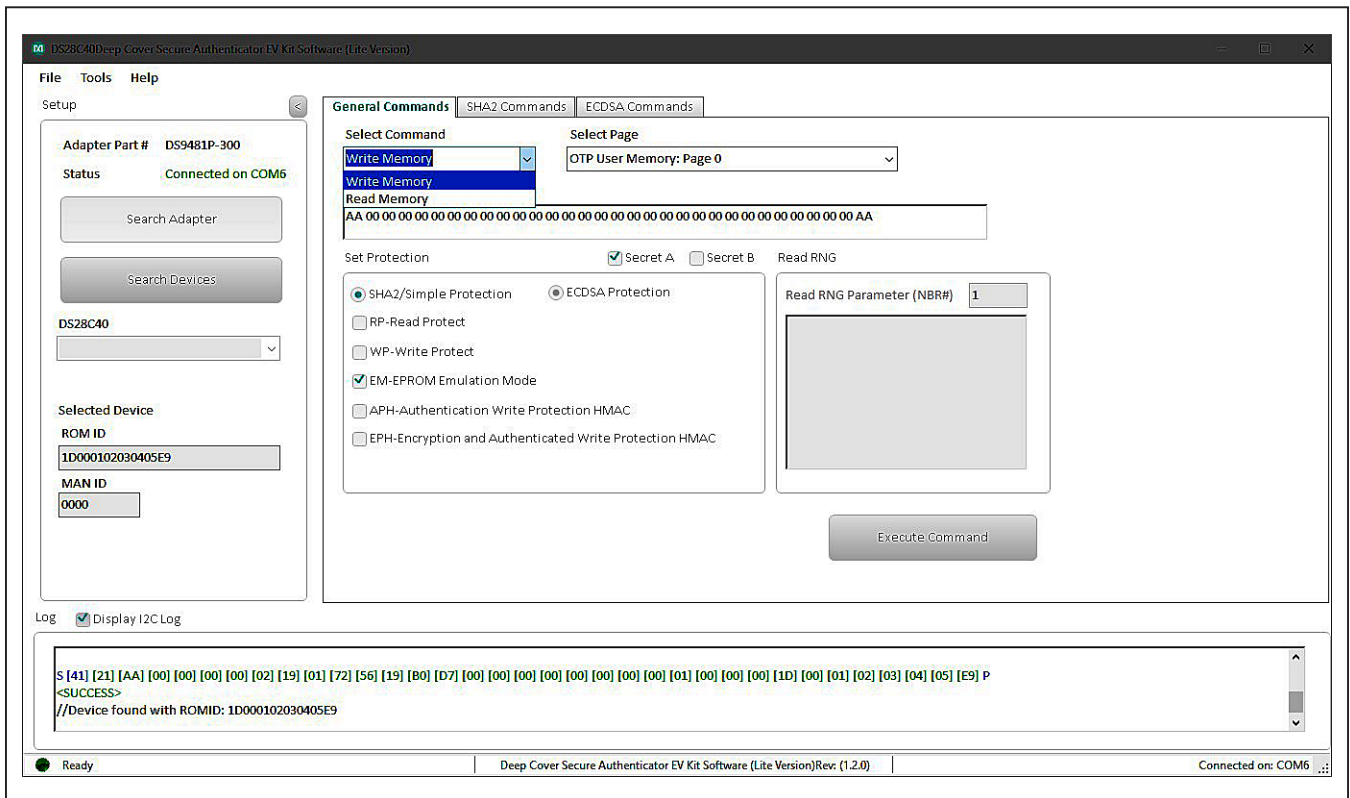 DS28C40Deep Cover Secure Authenticator EV Kit Software (Lite Version)
File Tools Help
Setup
<
Adapter Part # DS9481P-300
Status Connected on COM6
Search Adapter
Search Devices
DS28C40
Selected Device
ROM ID
1D000102030405E9
MAN ID
0000
General Commands SHA2 Commands ECDSA Commands
Select Command Select Page
Write Memory OTP User Memory: Page 0
Write Memory
Read Memory
AA 00 00 00 00 00 00 00 00 00 00 00 00 00 00 00 00 00 00 00 00 00 00 00 00 00 00 00 00 00 00 AA
Set Protection Secret A Secret B Read RNG
SHA2/Simple Protection ECDSA Protection
RP-Read Protect
WP-Write Protect
EM-EPROM Emulation Mode
APH-Authentication Write Protection HMAC
EPH-Encryption and Authenticated Write Protection HMAC
Read RNG Parameter (NBR#) 1
Execute Command
Log Display I2C Log
S [41] [21] [AA] [00] [00] [00] [00] [02] [19] [01] [72] [56] [19] [B0] [D7] [00] [00] [00] [00] [00] [00] [00] [00] [01] [00] [00] [00] [1D] [00] [01] [02] [03] [04] [05] [E9] P
<SUCCESS>
//Device found with ROMID: 1D000102030405E9
Ready Deep Cover Secure Authenticator EV Kit Software (Lite Version)Rev: (1.2.0) Connected on: COM6